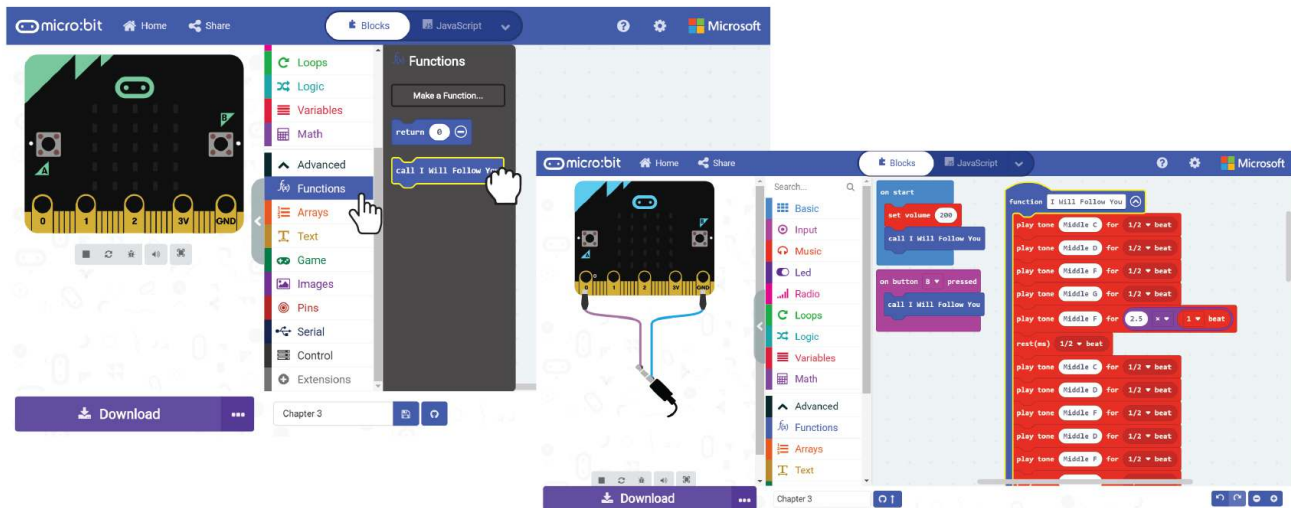 micro:bit Home Share Blocks JavaScript Microsoft
Loops
Logic
Variables
Math
Advanced
Functions
Arrays
Text
Game
Images
Pins
Serial
Control
Extensions
Functions
Make a Function...
return 0
call I Will Follow You
A
B
0 1 2 3V GND
Download
Chapter 3
micro:bit Home Share Blocks JavaScript Microsoft
A
B
0 1 2 3V GND
Search...
Basic
Input
Music
Led
Radio
Loops
Logic
Variables
Math
Advanced
Functions
Arrays
Text
on start
set volume 200
call I Will Follow You
on button B pressed
call I Will Follow You
function I Will Follow You
play tone Middle C for 1/2 beat
play tone Middle D for 1/2 beat
play tone Middle F for 1/2 beat
play tone Middle G for 1/2 beat
play tone Middle F for 2.5 × 1 beat
rest(ms) 1/2 beat
play tone Middle C for 1/2 beat
play tone Middle D for 1/2 beat
play tone Middle F for 1/2 beat
play tone Middle D for 1/2 beat
play tone Middle F for 1/2 beat
Download
Chapter 3